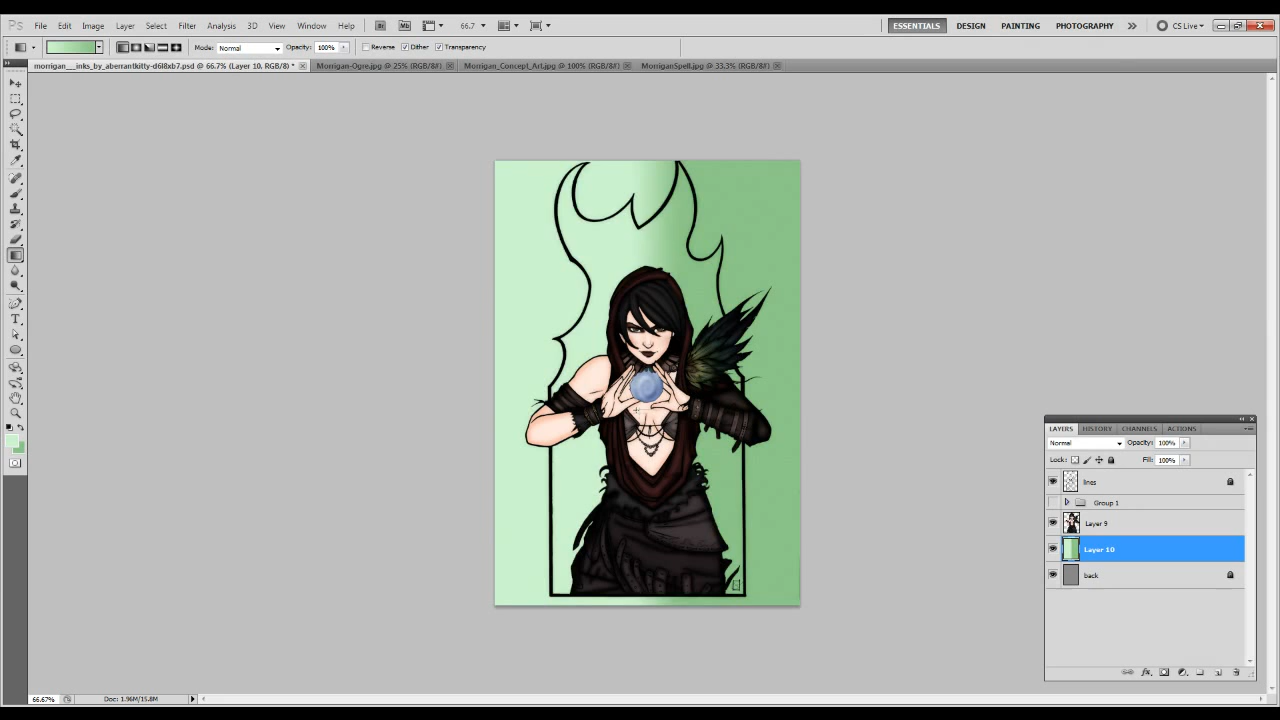 Ps File Edit Image Layer Select Filter Analysis 3D View Window Help Br Mb 66.7 ESSENTIALS DESIGN PAINTING PHOTOGRAPHY CS Live
Mode: Normal Opacity: 100% Reverse Dither Transparency
morrigan___inks_by_aberrantkitty-d6l8xb7.psd @ 66.7% (Layer 10, RGB/8) * Morrigan-Ogre.jpg @ 25% (RGB/8#) Morrigan_Concept_Art.jpg @ 100% (RGB/8#) MorriganSpell.jpg @ 33.3% (RGB/8#)
LAYERS HISTORY CHANNELS ACTIONS
Normal Opacity: 100%
Lock: Fill: 100%
lines
Group 1
Layer 9
Layer 10
back
66.67% Doc: 1.96M/15.8M